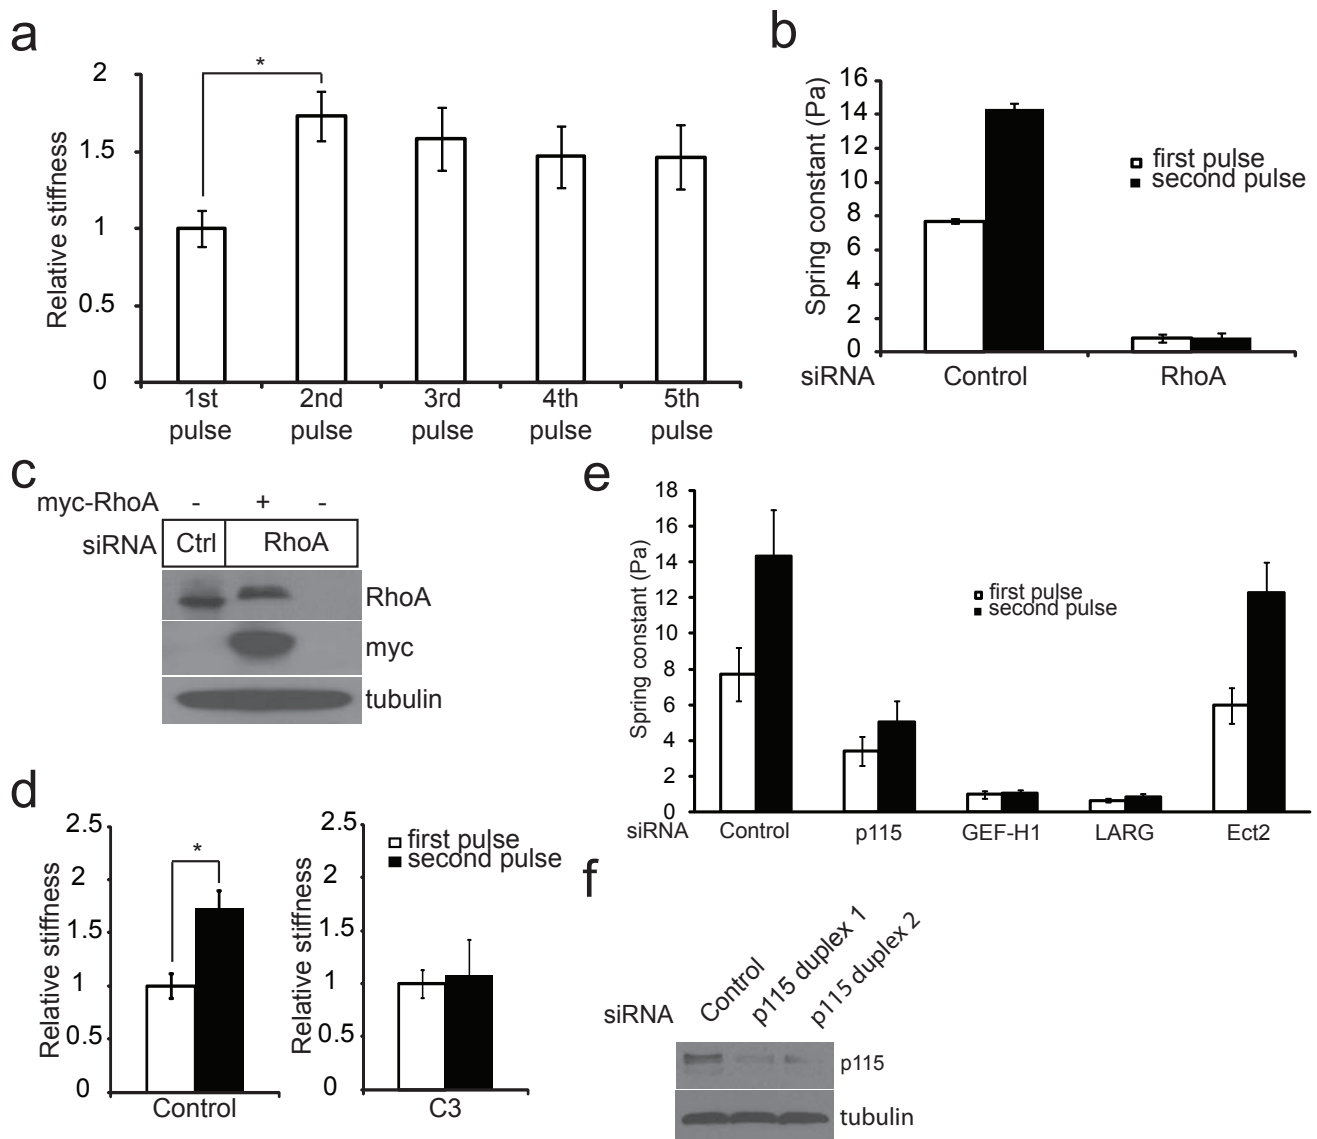 a
*
Relative stiffness
2
1.5
1
0.5
0
1st pulse
2nd pulse
3rd pulse
4th pulse
5th pulse
b
Spring constant (Pa)
16
14
12
10
8
6
4
2
0
first pulse
second pulse
siRNA Control RhoA
c
myc-RhoA - + -
siRNA Ctrl RhoA
RhoA
myc
tubulin
d
Relative stiffness
2.5
2
1.5
1
0.5
0
*
Control
Relative stiffness
2.5
2
1.5
1
0.5
0
first pulse
second pulse
C3
e
Spring constant (Pa)
18
16
14
12
10
8
6
4
2
0
first pulse
second pulse
siRNA Control p115 GEF-H1 LARG Ect2
f
siRNA Control p115 duplex 1 p115 duplex 2
p115
tubulin